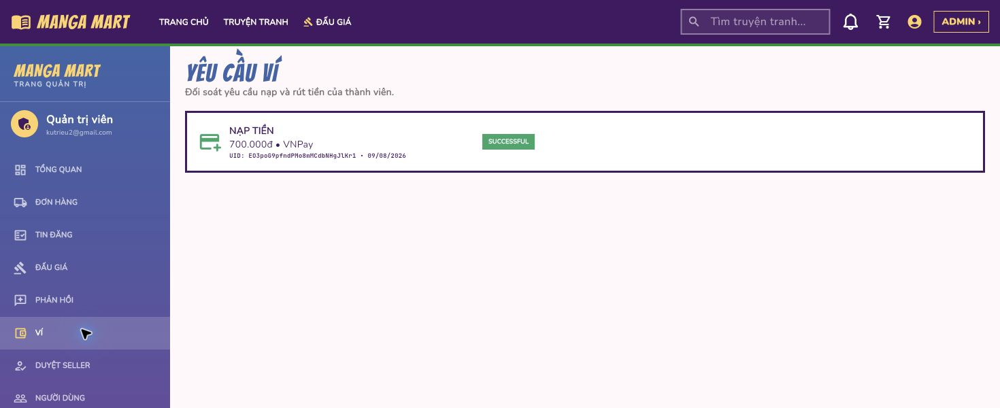 MANGA MART
TRANG CHỦ
TRUYỆN TRANH
ĐẤU GIÁ
Tìm truyện tranh...
ADMIN ›
MANGA MART
TRANG QUẢN TRỊ
Quản trị viên
kutrieu2@gmail.com
TỔNG QUAN
ĐƠN HÀNG
TIN ĐĂNG
ĐẤU GIÁ
PHẢN HỒI
VÍ
DUYỆT SELLER
NGƯỜI DÙNG
YÊU CẦU VÍ
Đối soát yêu cầu nạp và rút tiền của thành viên.
NẠP TIỀN
700.000đ • VNPay
UID: EO3poG9pfndPMo8mMCdbNHgJlKr1 • 09/08/2026
SUCCESSFUL